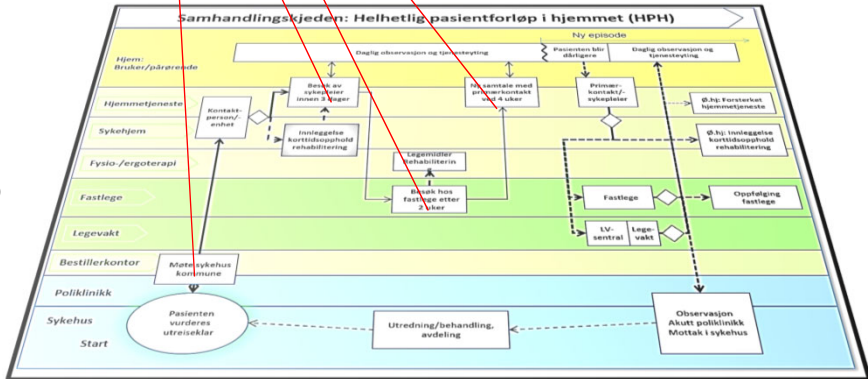 Samhandlingskjeden: Helhetlig pasientforløp i hjemmet (HPH)
Ny episode
Hjem:
Bruker/pårørende
Daglig observasjon og tjenesteyting
Pasienten blir
dårligere
Daglig observasjon og
tjenesteyting
Hjemmetjeneste
Kontakt-
person/-
enhet
Besøk av
sykepleier
innen 3 dager
Ny samtale med
primærkontakt
ved 4 uker
Primær-
kontakt/-
sykepleier
Ø.hj: Forsterket
hjemmetjeneste
Sykehjem
Innleggelse
korttidsopphold
rehabilitering
Ø.hj: Innleggelse
korttidsopphold
rehabilitering
Fysio-/ergoterapi
Legemidler
Rehabiliterin
Fastlege
Besøk hos
fastlege etter
2 uker
Fastlege
Oppfølging
fastlege
Legevakt
LV-
sentral
Lege-
vakt
Bestillerkontor
Møte sykehus
kommune
Poliklinikk
Sykehus
Start
Pasienten
vurderes
utreiseklar
Utredning/behandling,
avdeling
Observasjon
Akutt poliklinikk
Mottak i sykehus